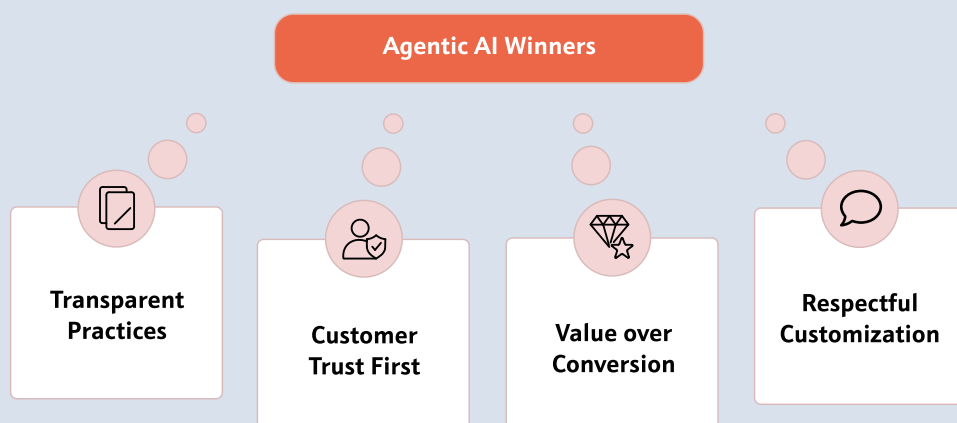 Agentic AI Winners
Transparent
Practices
Customer
Trust First
Value over
Conversion
Respectful
Customization